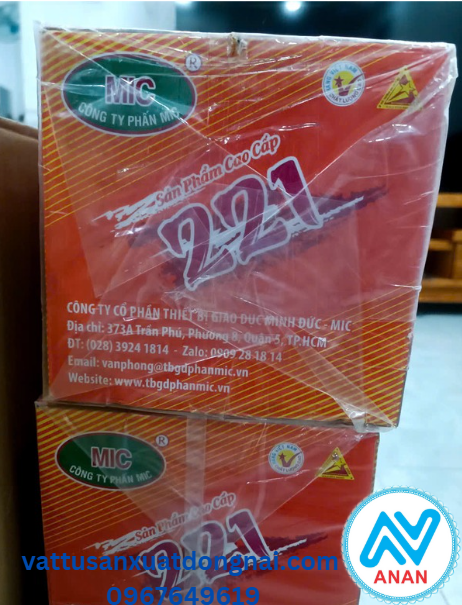 MIC
®
CÔNG TY PHẤN MIC
Sản Phẩm Cao Cấp
221
CÔNG TY CỔ PHẦN THIẾT BỊ GIÁO DỤC MINH ĐỨC - MIC
Địa chỉ: 373A Trần Phú, Phường 8, Quận 5, TP.HCM
ĐT: (028) 3924 1814 - Zalo: 0909 28 18 14
Email: vanphong@tbgdphanmic.vn
Website: www.tbgdphanmic.vn
MIC
®
CÔNG TY PHẤN MIC
Sản Phẩm Cao Cấp
221
vattusanxuatdongnai.com
0967649619
ANAN